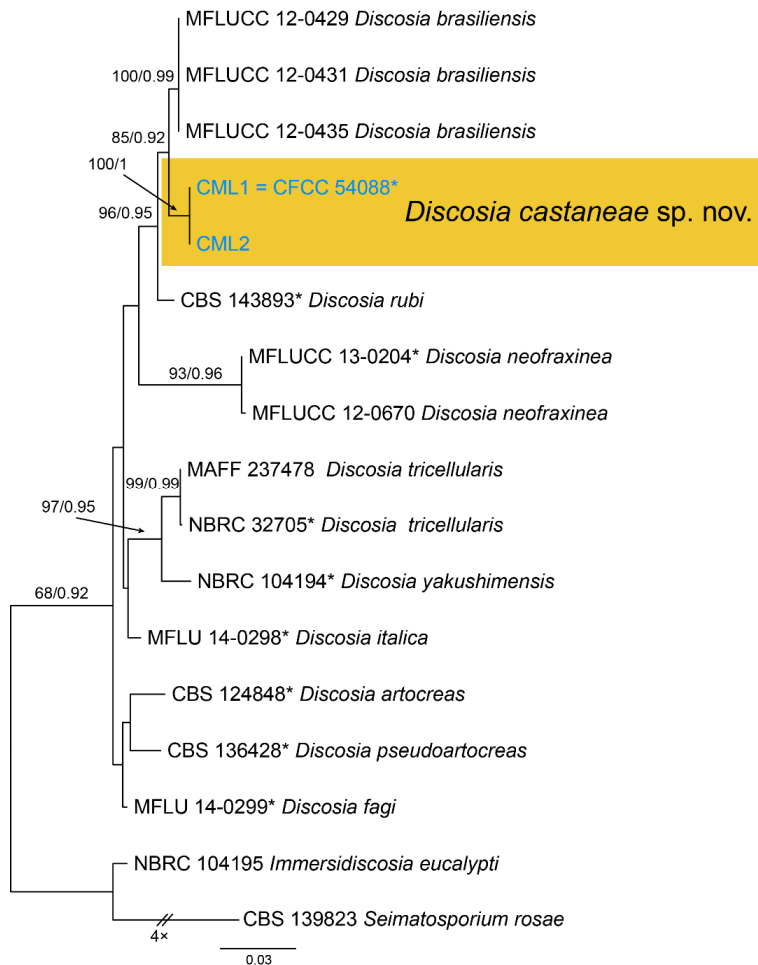 MFLUCC 12-0429 Discosia brasiliensis
100/0.99
MFLUCC 12-0431 Discosia brasiliensis
MFLUCC 12-0435 Discosia brasiliensis
85/0.92
100/1
CML1 = CFCC 54088*
Discosia castaneae sp. nov.
96/0.95
CML2
CBS 143893* Discosia rubi
MFLUCC 13-0204* Discosia neofraxinea
93/0.96
MFLUCC 12-0670 Discosia neofraxinea
MAFF 237478 Discosia tricellularis
99/0.99
97/0.95
NBRC 32705* Discosia tricellularis
NBRC 104194* Discosia yakushimensis
68/0.92
MFLU 14-0298* Discosia italica
CBS 124848* Discosia artocreas
CBS 136428* Discosia pseudoartocreas
MFLU 14-0299* Discosia fagi
NBRC 104195 Immersidiscosia eucalypti
CBS 139823 Seimatosporium rosae
4×
0.03